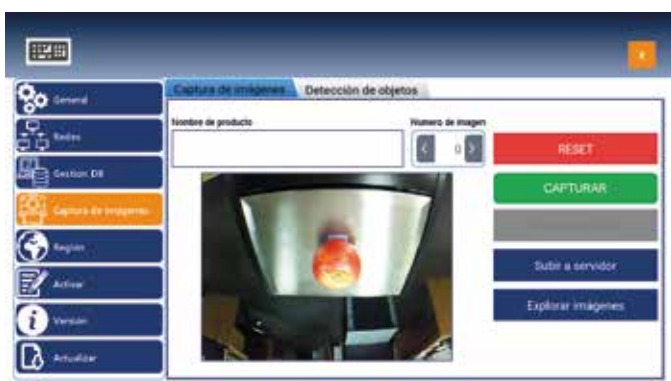 x
Captura de imágenes
Detección de objetos
General
Nombre de producto
Numero de imagen
Redes
<
0
>
RESET
Gestion DB
CAPTURAR
Captura de imágenes
Región
Subir a servidor
Activar
Explorar imágenes
Versión
Actualizar